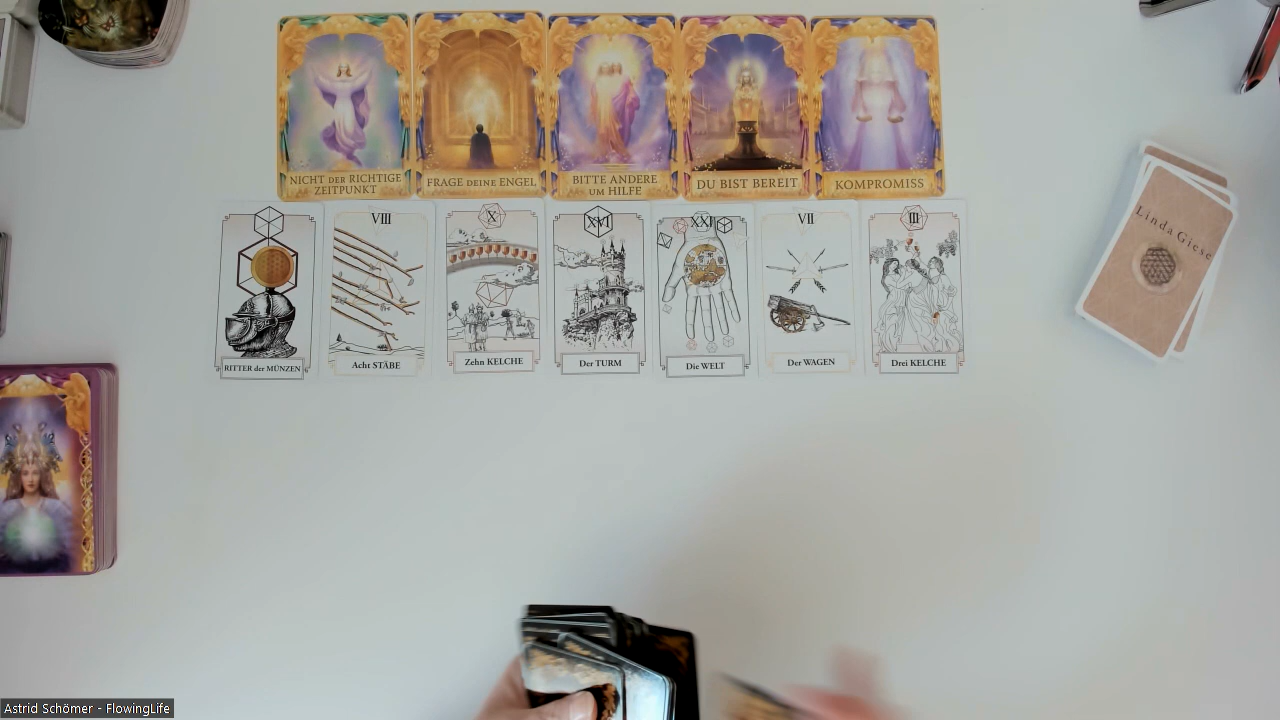 NICHT DER RICHTIGE
ZEITPUNKT
FRAGE DEINE ENGEL
BITTE ANDERE
UM HILFE
DU BIST BEREIT
KOMPROMISS
RITTER der MÜNZEN
VIII
Acht STÄBE
X
Zehn KELCHE
XVI
Der TURM
XXI
Die WELT
VII
Der WAGEN
III
Drei KELCHE
Linda Giese
Astrid Schömer - FlowingLife